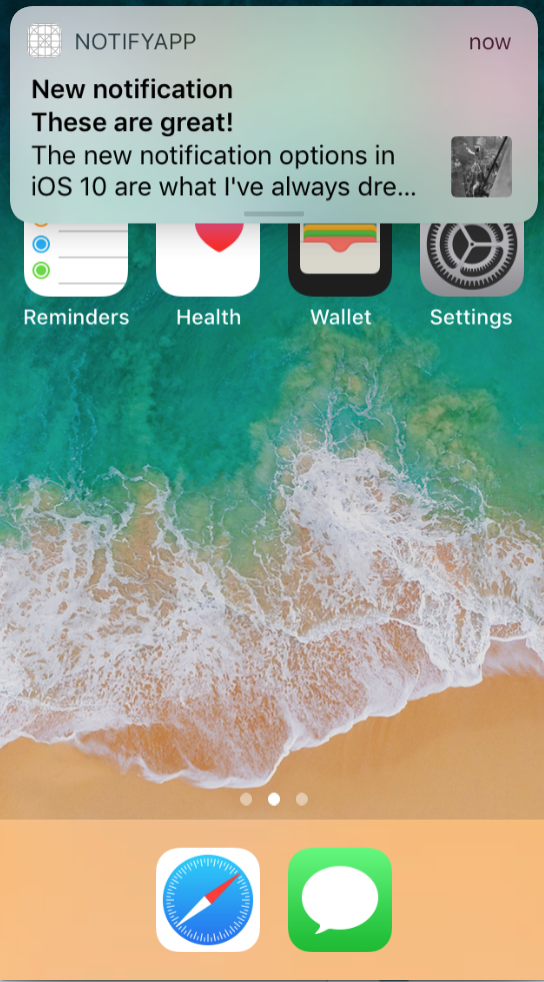 NOTIFYAPP now
New notification
These are great!
The new notification options in
iOS 10 are what I've always dre...
Reminders Health Wallet Settings